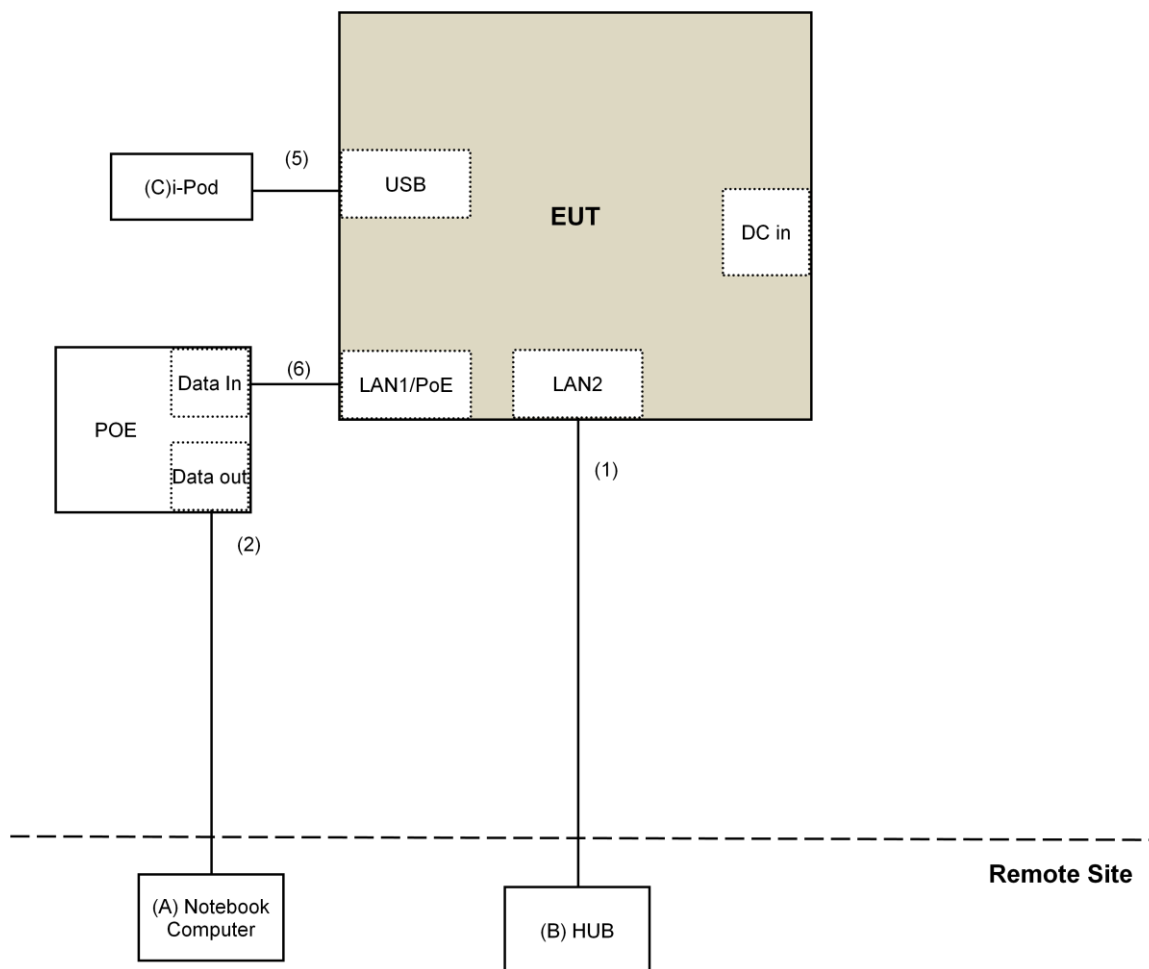 (5)
(C)i-Pod
USB
EUT
DC in
(6)
Data In
LAN1/PoE
LAN2
POE
Data out
(1)
(2)
Remote Site
(A) Notebook
Computer
(B) HUB